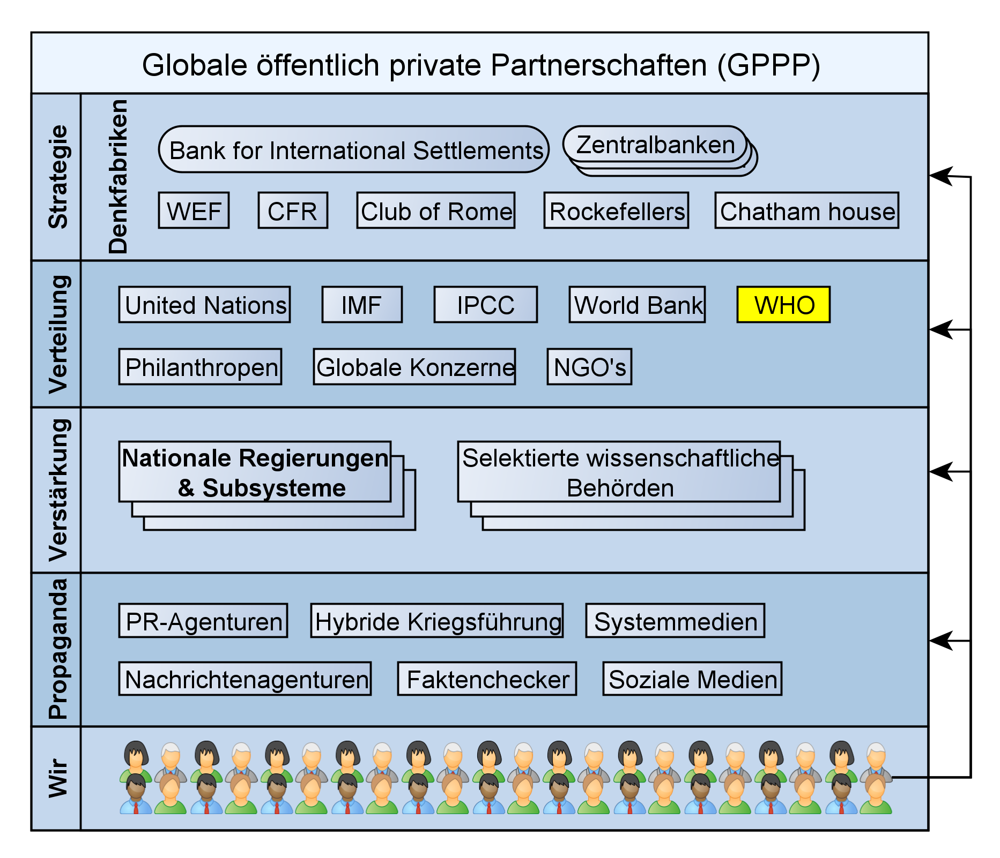 Globale öffentlich private Partnerschaften (GPPP)
Strategie
Denkfabriken
Bank for International Settlements
Zentralbanken
WEF
CFR
Club of Rome
Rockefellers
Chatham house
Verteilung
United Nations
IMF
IPCC
World Bank
WHO
Philanthropen
Globale Konzerne
NGO's
Verstärkung
Nationale Regierungen
& Subsysteme
Selektierte wissenschaftliche
Behörden
Propaganda
PR-Agenturen
Hybride Kriegsführung
Systemmedien
Nachrichtenagenturen
Faktenchecker
Soziale Medien
Wir